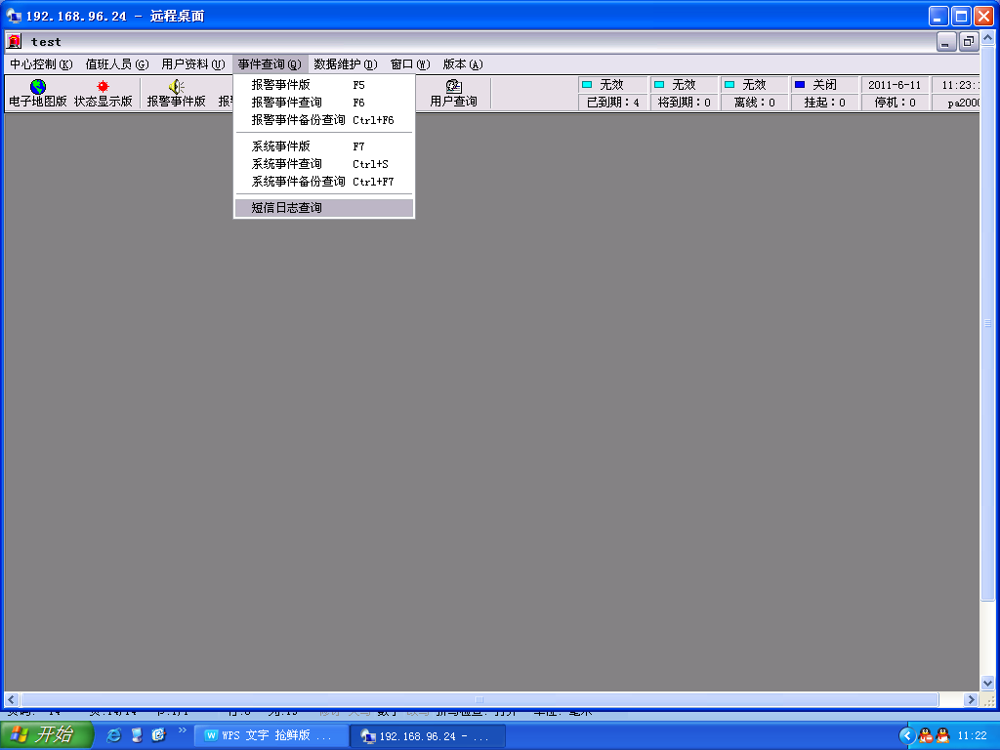 192.168.96.24 - 远程桌面
test
中心控制(K) 值班人员(G) 用户资料(U) 事件查询(Q) 数据维护(D) 窗口(W) 版本(A)
电子地图版 状态显示版 报警事件版 报 用户查询
无效 无效 无效 关闭 2011-6-11 11:23:
已到期:4 将到期:0 离线:0 挂起:0 停机:0 pa2000
报警事件版 F5
报警事件查询 F6
报警事件备份查询 Ctrl+F6
系统事件版 F7
系统事件查询 Ctrl+S
系统事件备份查询 Ctrl+F7
短信日志查询
开始 WPS 文字 抢鲜版 ... 192.168.96.24 - ... 11:22